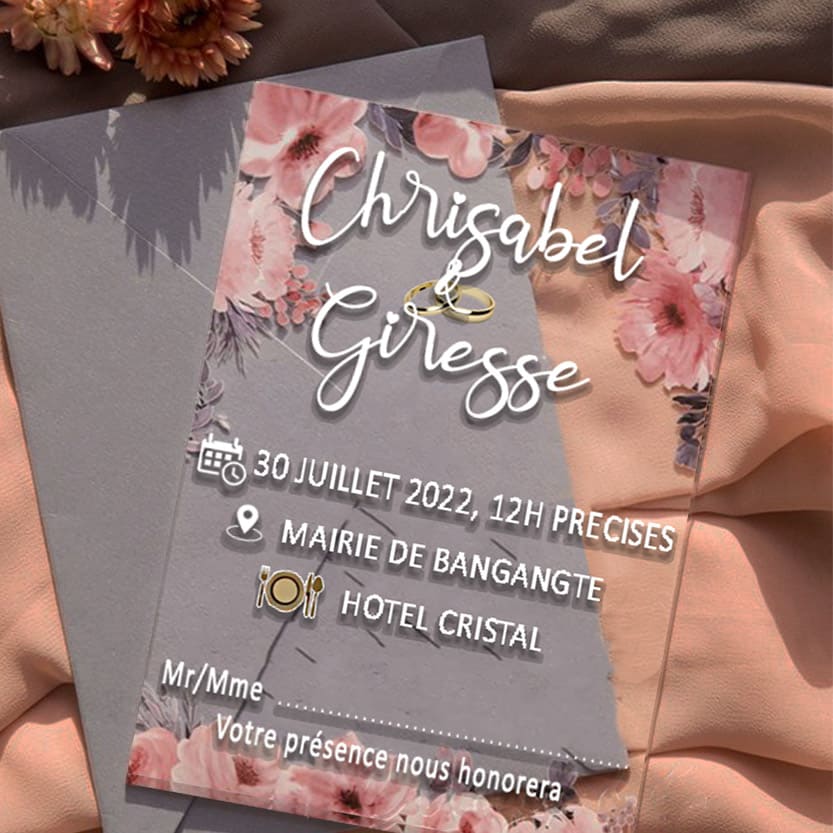 Chrisabel
&
Giresse
30 JUILLET 2022, 12H PRECISES
MAIRIE DE BANGANGTE
HOTEL CRISTAL
Mr/Mme ..................................................
Votre présence nous honorera